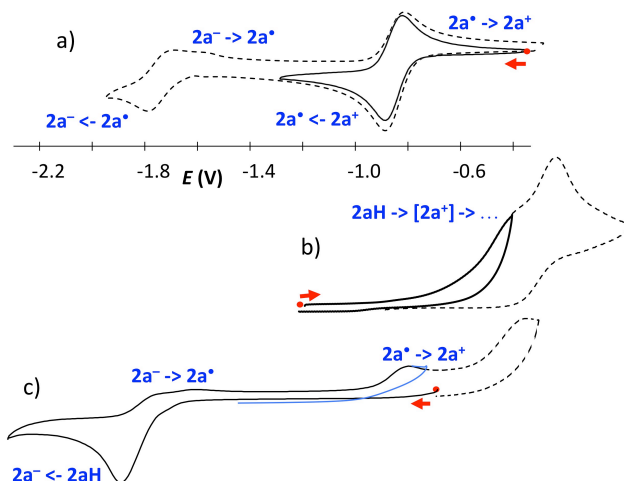 a)
2a⁻ -> 2a•
2a• -> 2a⁺
2a⁻ <- 2a•
2a• <- 2a⁺
-2.2 -1.8 -1.4 -1.0 -0.6
E (V)
2aH -> [2a⁺] -> ...
b)
2a• -> 2a⁺
2a⁻ -> 2a•
c)
2a⁻ <- 2aH